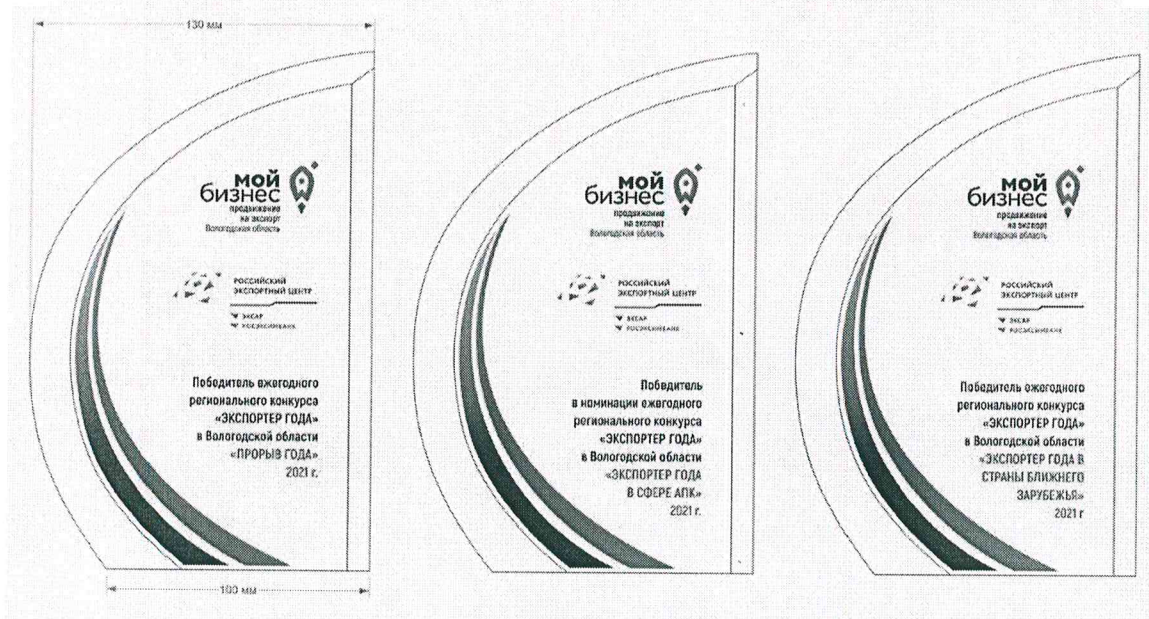 130 мм
мой
бизнес
продвижение
на экспорт
Вологодская область
РОССИЙСКИЙ
ЭКСПОРТНЫЙ ЦЕНТР
ЭКСАР
РОСЭКСИМБАНК
Победитель ежегодного
регионального конкурса
«ЭКСПОРТЕР ГОДА»
в Вологодской области
«ПРОРЫВ ГОДА»
2021 г.
100 мм
мой
бизнес
продвижение
на экспорт
Вологодская область
РОССИЙСКИЙ
ЭКСПОРТНЫЙ ЦЕНТР
ЭКСАР
РОСЭКСИМБАНК
Победитель
в номинации ежегодного
регионального конкурса
«ЭКСПОРТЕР ГОДА»
в Вологодской области
«ЭКСПОРТЕР ГОДА
В СФЕРЕ АПК»
2021 г.
мой
бизнес
продвижение
на экспорт
Вологодская область
РОССИЙСКИЙ
ЭКСПОРТНЫЙ ЦЕНТР
ЭКСАР
РОСЭКСИМБАНК
Победитель ежегодного
регионального конкурса
«ЭКСПОРТЕР ГОДА»
в Вологодской области
«ЭКСПОРТЕР ГОДА В
СТРАНЫ БЛИЖНЕГО
ЗАРУБЕЖЬЯ»
2021 г